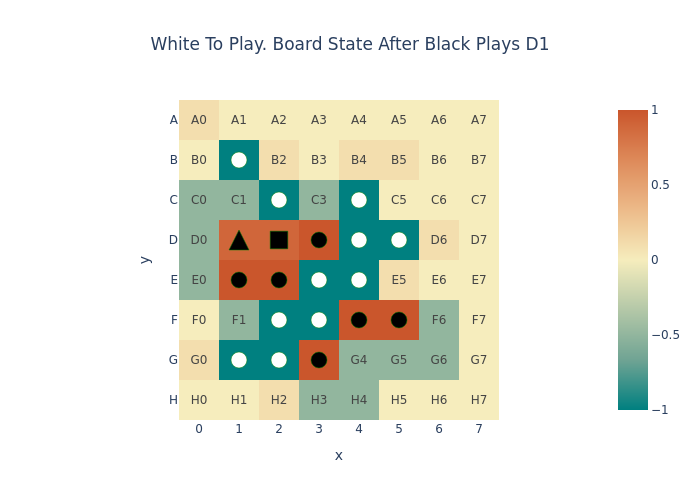 White To Play. Board State After Black Plays D1
A A0 A1 A2 A3 A4 A5 A6 A7
B B0 B2 B3 B4 B5 B6 B7
C C0 C1 C3 C5 C6 C7
D D0 D6 D7
E E0 E5 E6 E7
F F0 F1 F6 F7
G G0 G4 G5 G6 G7
H H0 H1 H2 H3 H4 H5 H6 H7
0 1 2 3 4 5 6 7
x
y
1
0.5
0
−0.5
−1